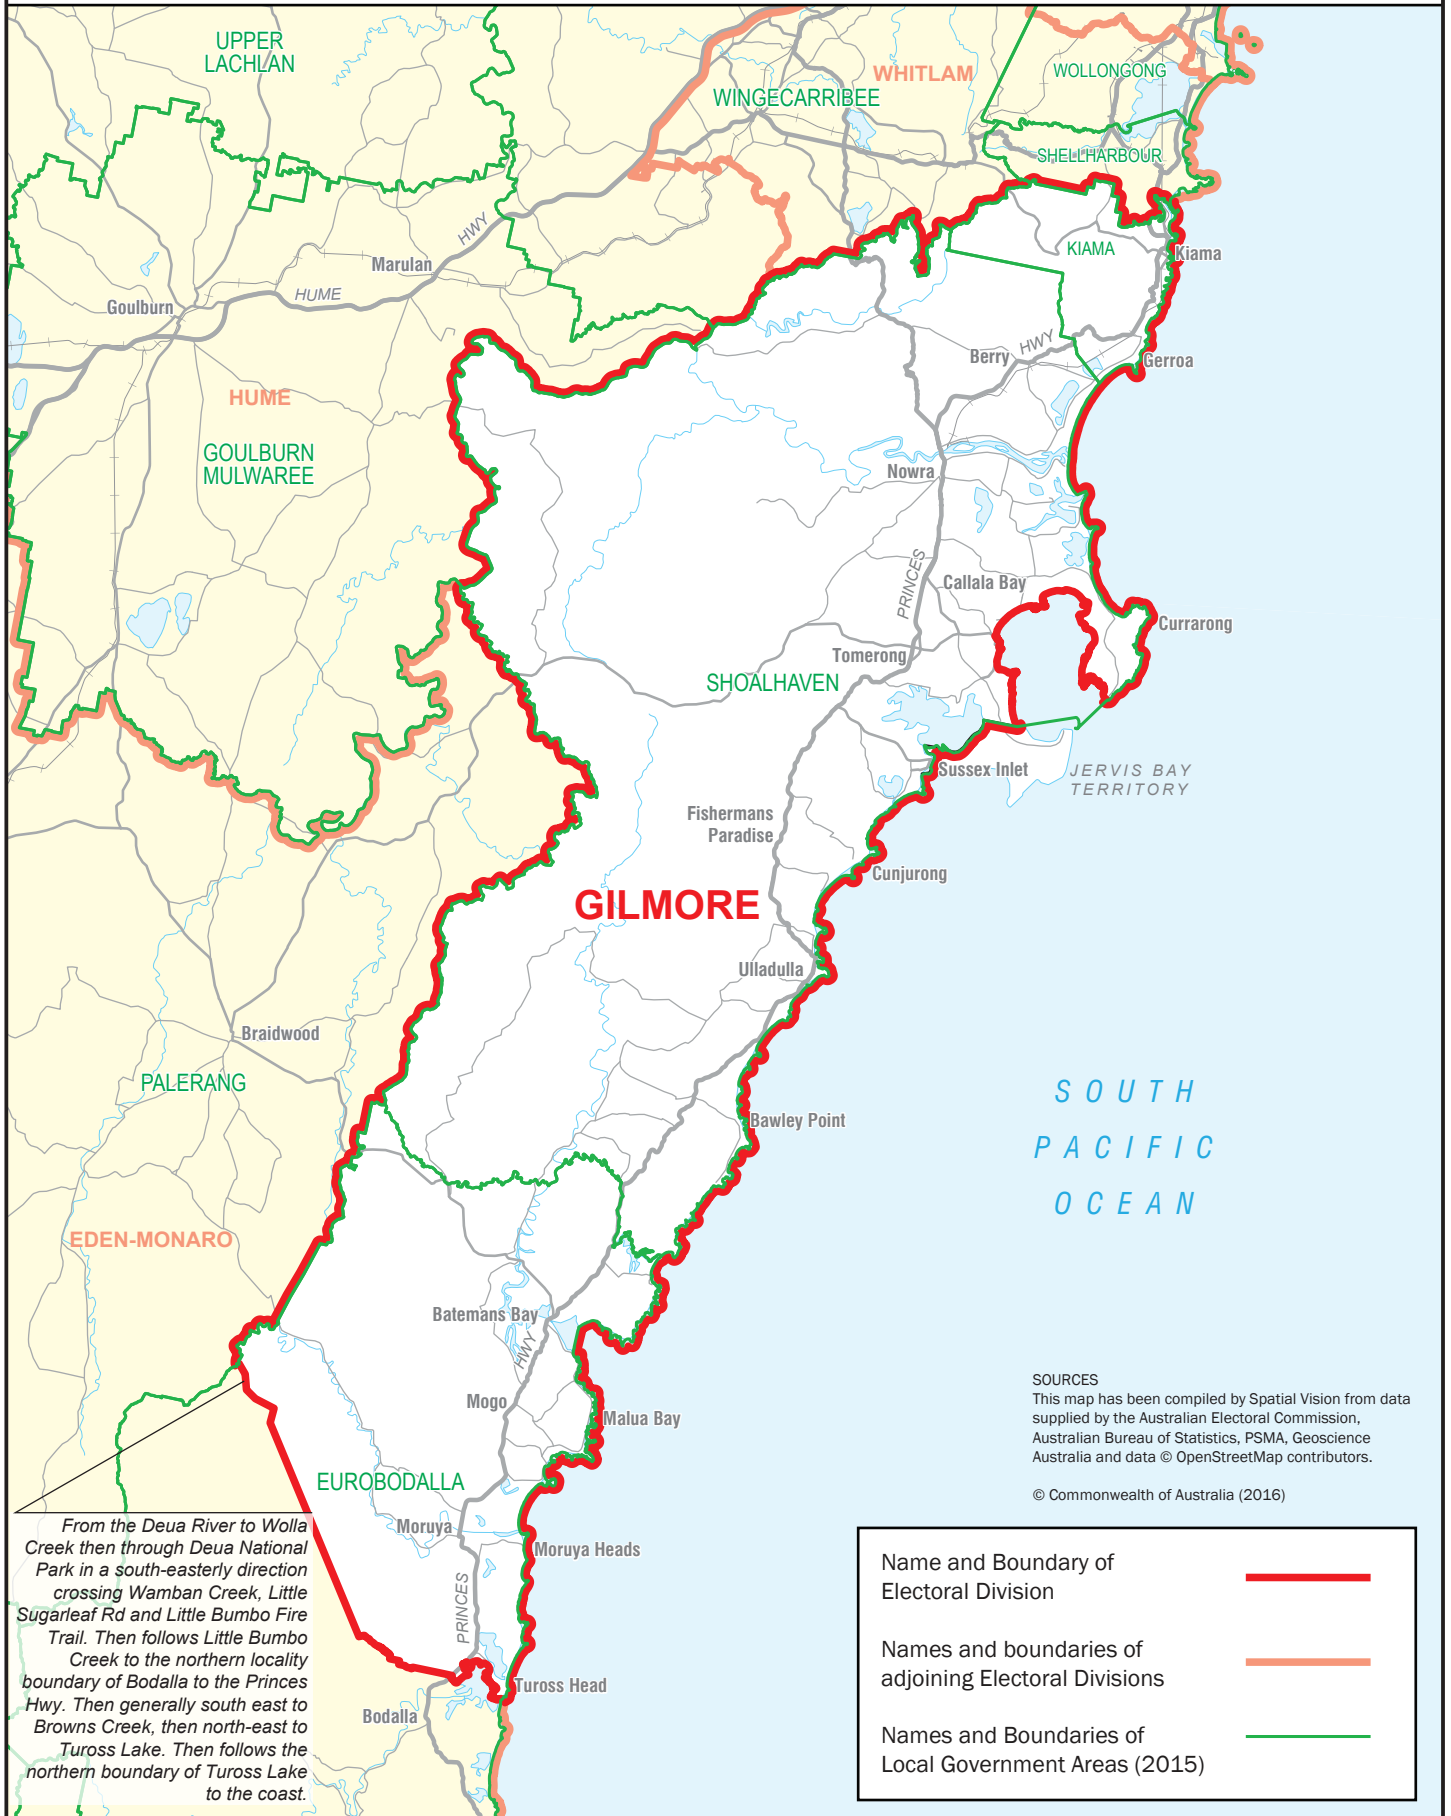 UPPER
LACHLAN
WHITLAM
WOLLONGONG
WINGECARRIBEE
SHELLHARBOUR
HWY
KIAMA
Kiama
Marulan
HUME
Goulburn
Berry
HWY
Gerroa
HUME
GOULBURN
MULWAREE
Nowra
PRINCES
Callala Bay
Currarong
Tomerong
SHOALHAVEN
Sussex Inlet
JERVIS BAY
TERRITORY
Fishermans
Paradise
Cunjurong
GILMORE
Ulladulla
Braidwood
PALERANG
Bawley Point
SOUTH
PACIFIC
OCEAN
EDEN-MONARO
Batemans Bay
HWY
Mogo
Malua Bay
EUROBODALLA
Moruya
Moruya Heads
PRINCES
Tuross Head
Bodalla
From the Deua River to Wolla
Creek then through Deua National
Park in a south-easterly direction
crossing Wamban Creek, Little
Sugarleaf Rd and Little Bumbo Fire
Trail. Then follows Little Bumbo
Creek to the northern locality
boundary of Bodalla to the Princes
Hwy. Then generally south east to
Browns Creek, then north-east to
Tuross Lake. Then follows the
northern boundary of Tuross Lake
to the coast.
SOURCES
This map has been compiled by Spatial Vision from data
supplied by the Australian Electoral Commission,
Australian Bureau of Statistics, PSMA, Geoscience
Australia and data © OpenStreetMap contributors.
© Commonwealth of Australia (2016)
Name and Boundary of
Electoral Division
Names and boundaries of
adjoining Electoral Divisions
Names and Boundaries of
Local Government Areas (2015)